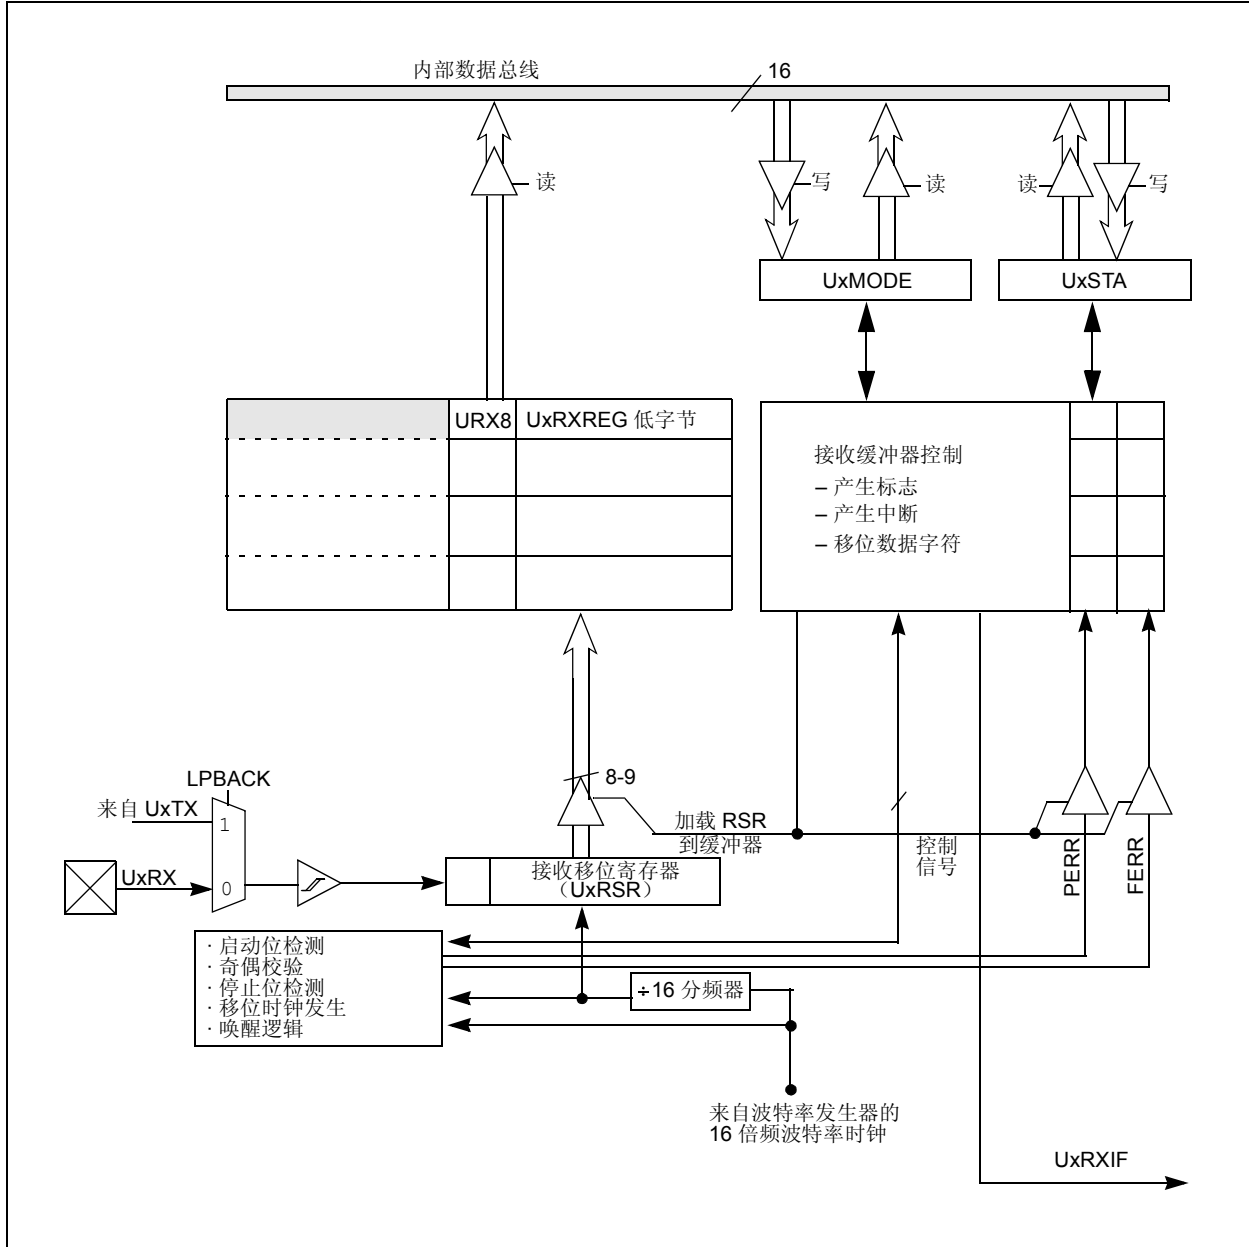 内部数据总线
16
读
写
读
读
写
UxMODE
UxSTA
URX8
UxRXREG 低字节
接收缓冲器控制
– 产生标志
– 产生中断
– 移位数据字符
LPBACK
8-9
来自 UxTX
1
加载 RSR
到缓冲器
控制
信号
PERR
FERR
UxRX
0
接收移位寄存器
（UxRSR）
· 启动位检测
· 奇偶校验
· 停止位检测
· 移位时钟发生
· 唤醒逻辑
÷16 分频器
来自波特率发生器的
16 倍频波特率时钟
UxRXIF